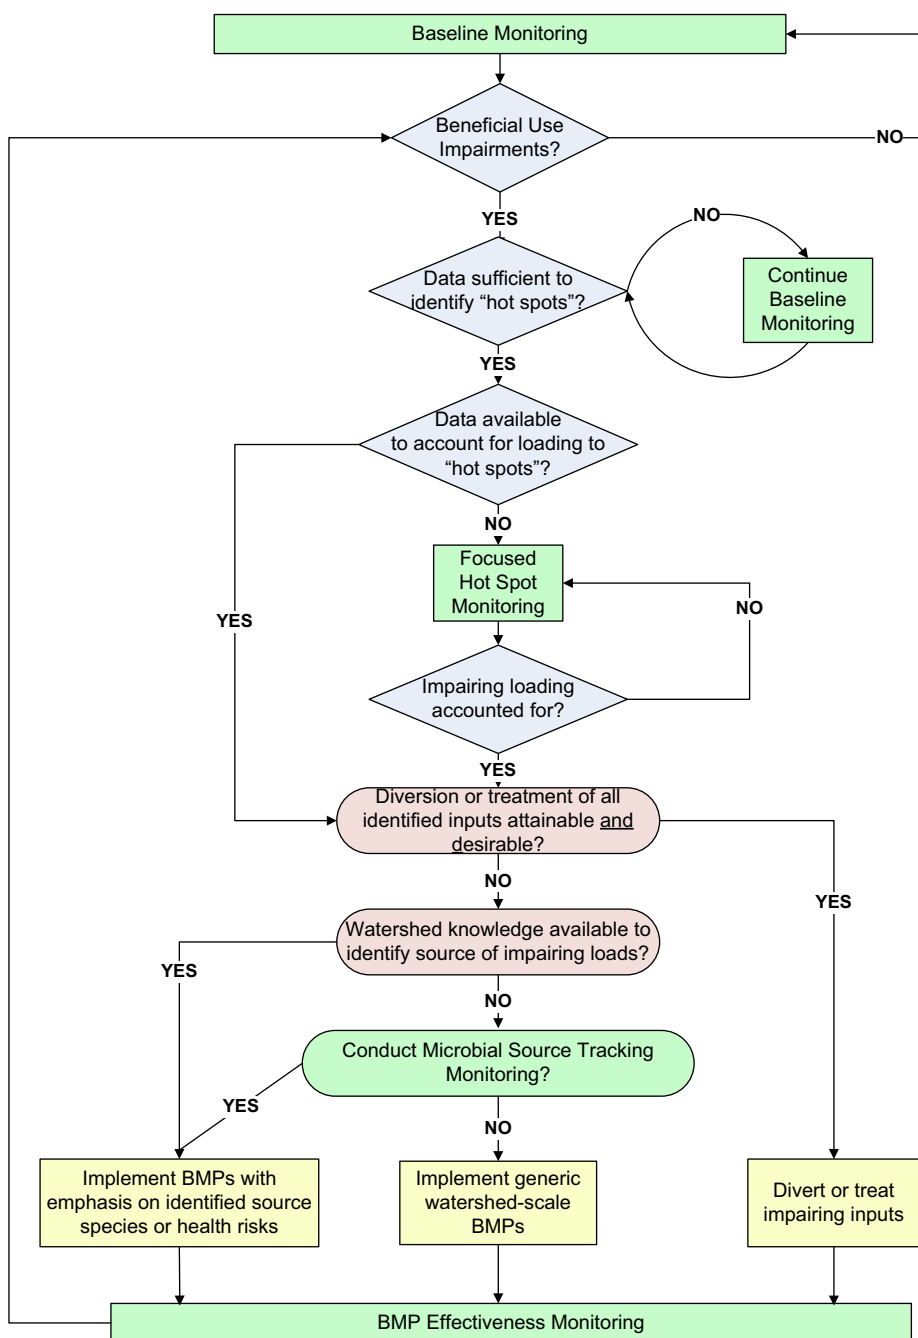 Baseline Monitoring
Beneficial Use
Impairments?
NO
YES
NO
Data sufficient to
identify “hot spots”?
Continue
Baseline
Monitoring
YES
Data available
to account for loading to
“hot spots”?
NO
Focused
Hot Spot
Monitoring
NO
YES
Impairing loading
accounted for?
YES
Diversion or treatment of all
identified inputs attainable and
desirable?
NO
YES
Watershed knowledge available to
identify source of impairing loads?
YES
NO
Conduct Microbial Source Tracking
Monitoring?
YES
NO
Implement BMPs with
emphasis on identified source
species or health risks
Implement generic
watershed-scale
BMPs
Divert or treat
impairing inputs
BMP Effectiveness Monitoring